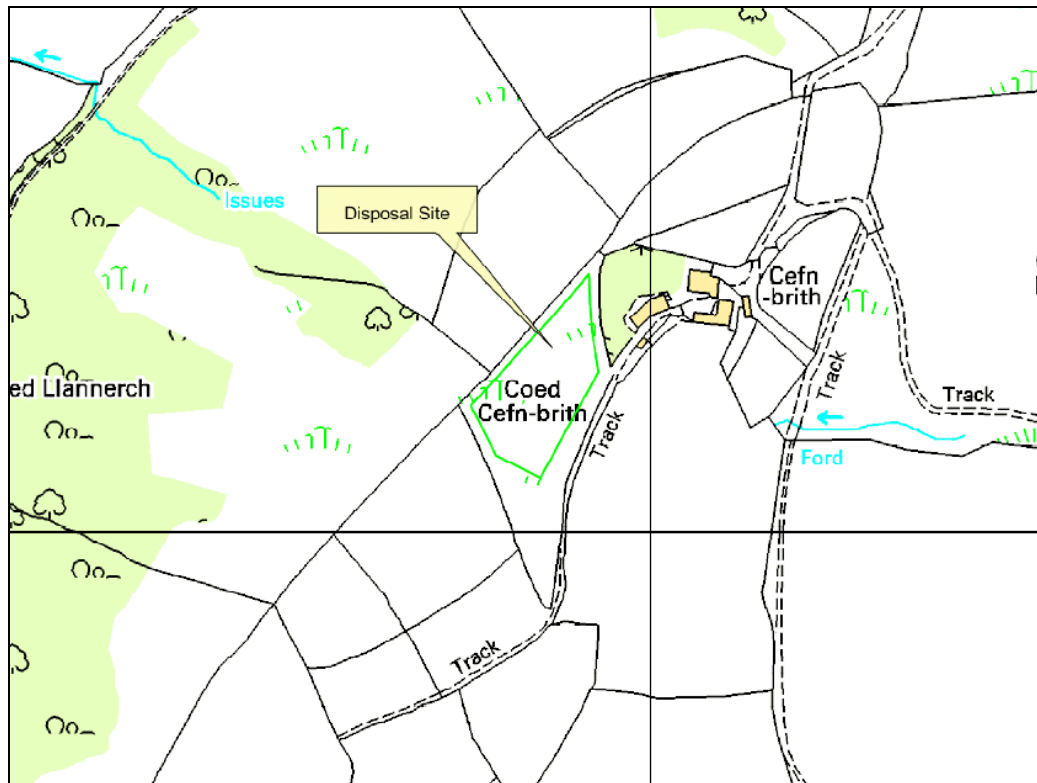 Issues
Disposal Site
Cefn
-brith
ed Llannerch
Coed
Cefn-brith
Track
Track
Track
Ford
Track